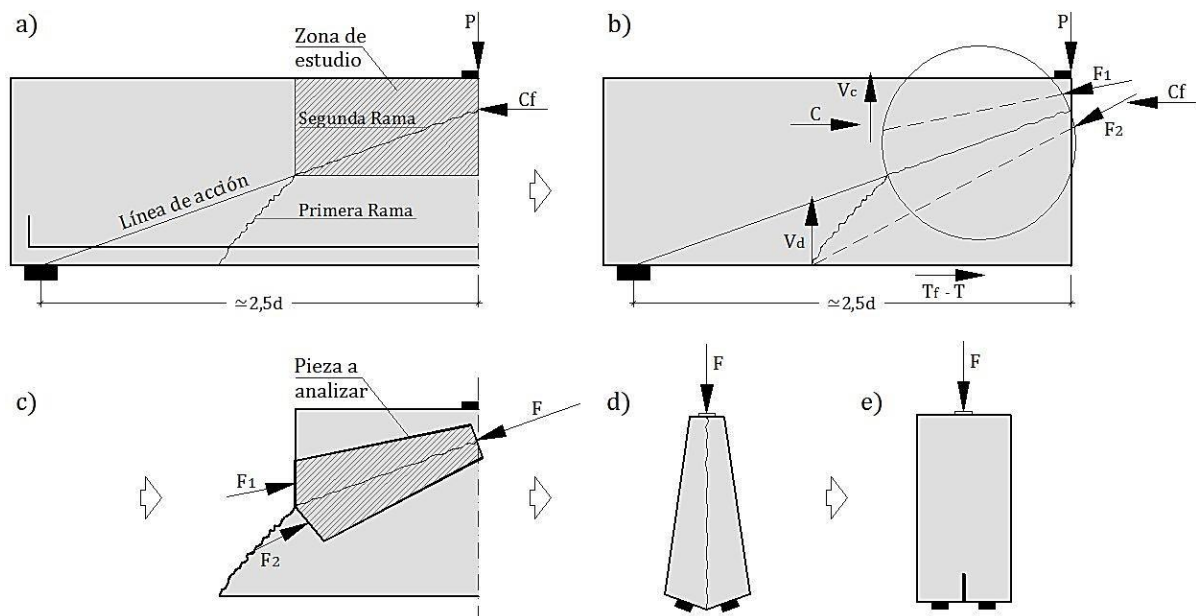 a)
P
Zona de
estudio
Cf
Segunda Rama
Línea de acción
Primera Rama
≃2,5d
b)
P
Vc
F1
Cf
C
F2
Vd
Tf - T
≃2,5d
c)
Pieza a
analizar
F
F1
F2
d)
F
e)
F